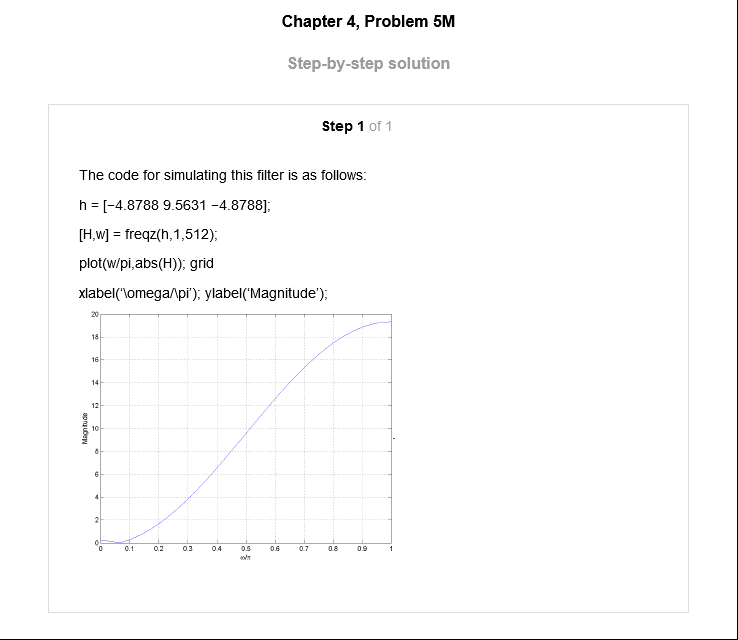 Chapter 4, Problem 5M
Step-by-step solution
Step 1 of 1
The code for simulating this filter is as follows:
h = [−4.8788 9.5631 −4.8788];
[H,w] = freqz(h,1,512);
plot(w/pi,abs(H)); grid
xlabel(‘\omega/\pi’); ylabel(‘Magnitude’);
20
18
16
14
12
10
8
6
4
2
0
Magnitude
0 0.1 0.2 0.3 0.4 0.5 0.6 0.7 0.8 0.9 1
ω/π